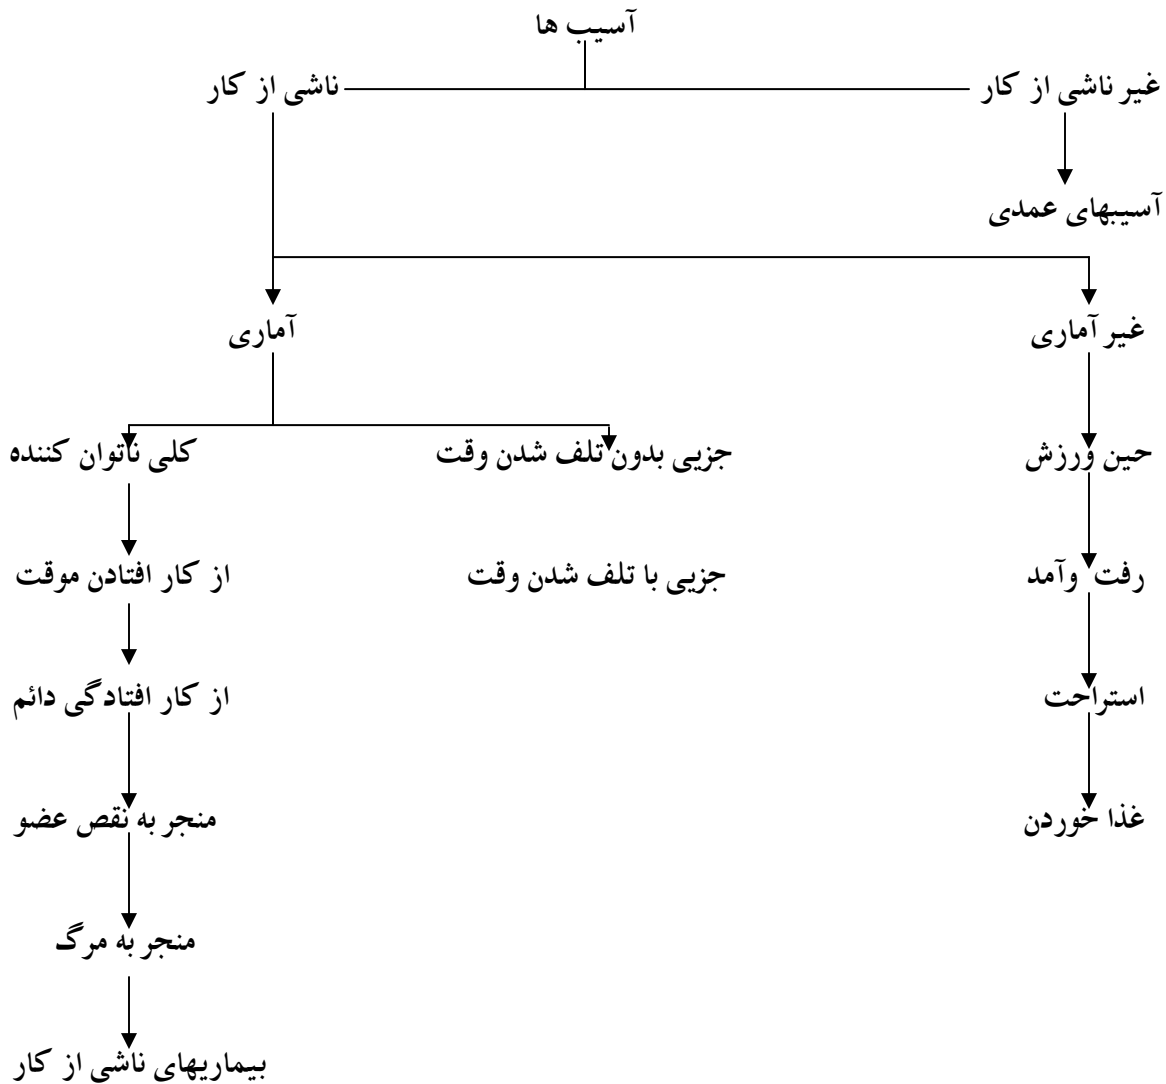 آسیب ها
غیر ناشی از کار
ناشی از کار
آسیبهای عمدی
غیر آماری
آماری
حین ورزش
جزیی بدون تلف شدن وقت
کلی ناتوان کننده
رفت وآمد
جزیی با تلف شدن وقت
از کار افتادن موقت
استراحت
از کار افتادگی دائم
غذا خوردن
منجر به نقص عضو
منجر به مرگ
بیماریهای ناشی از کار